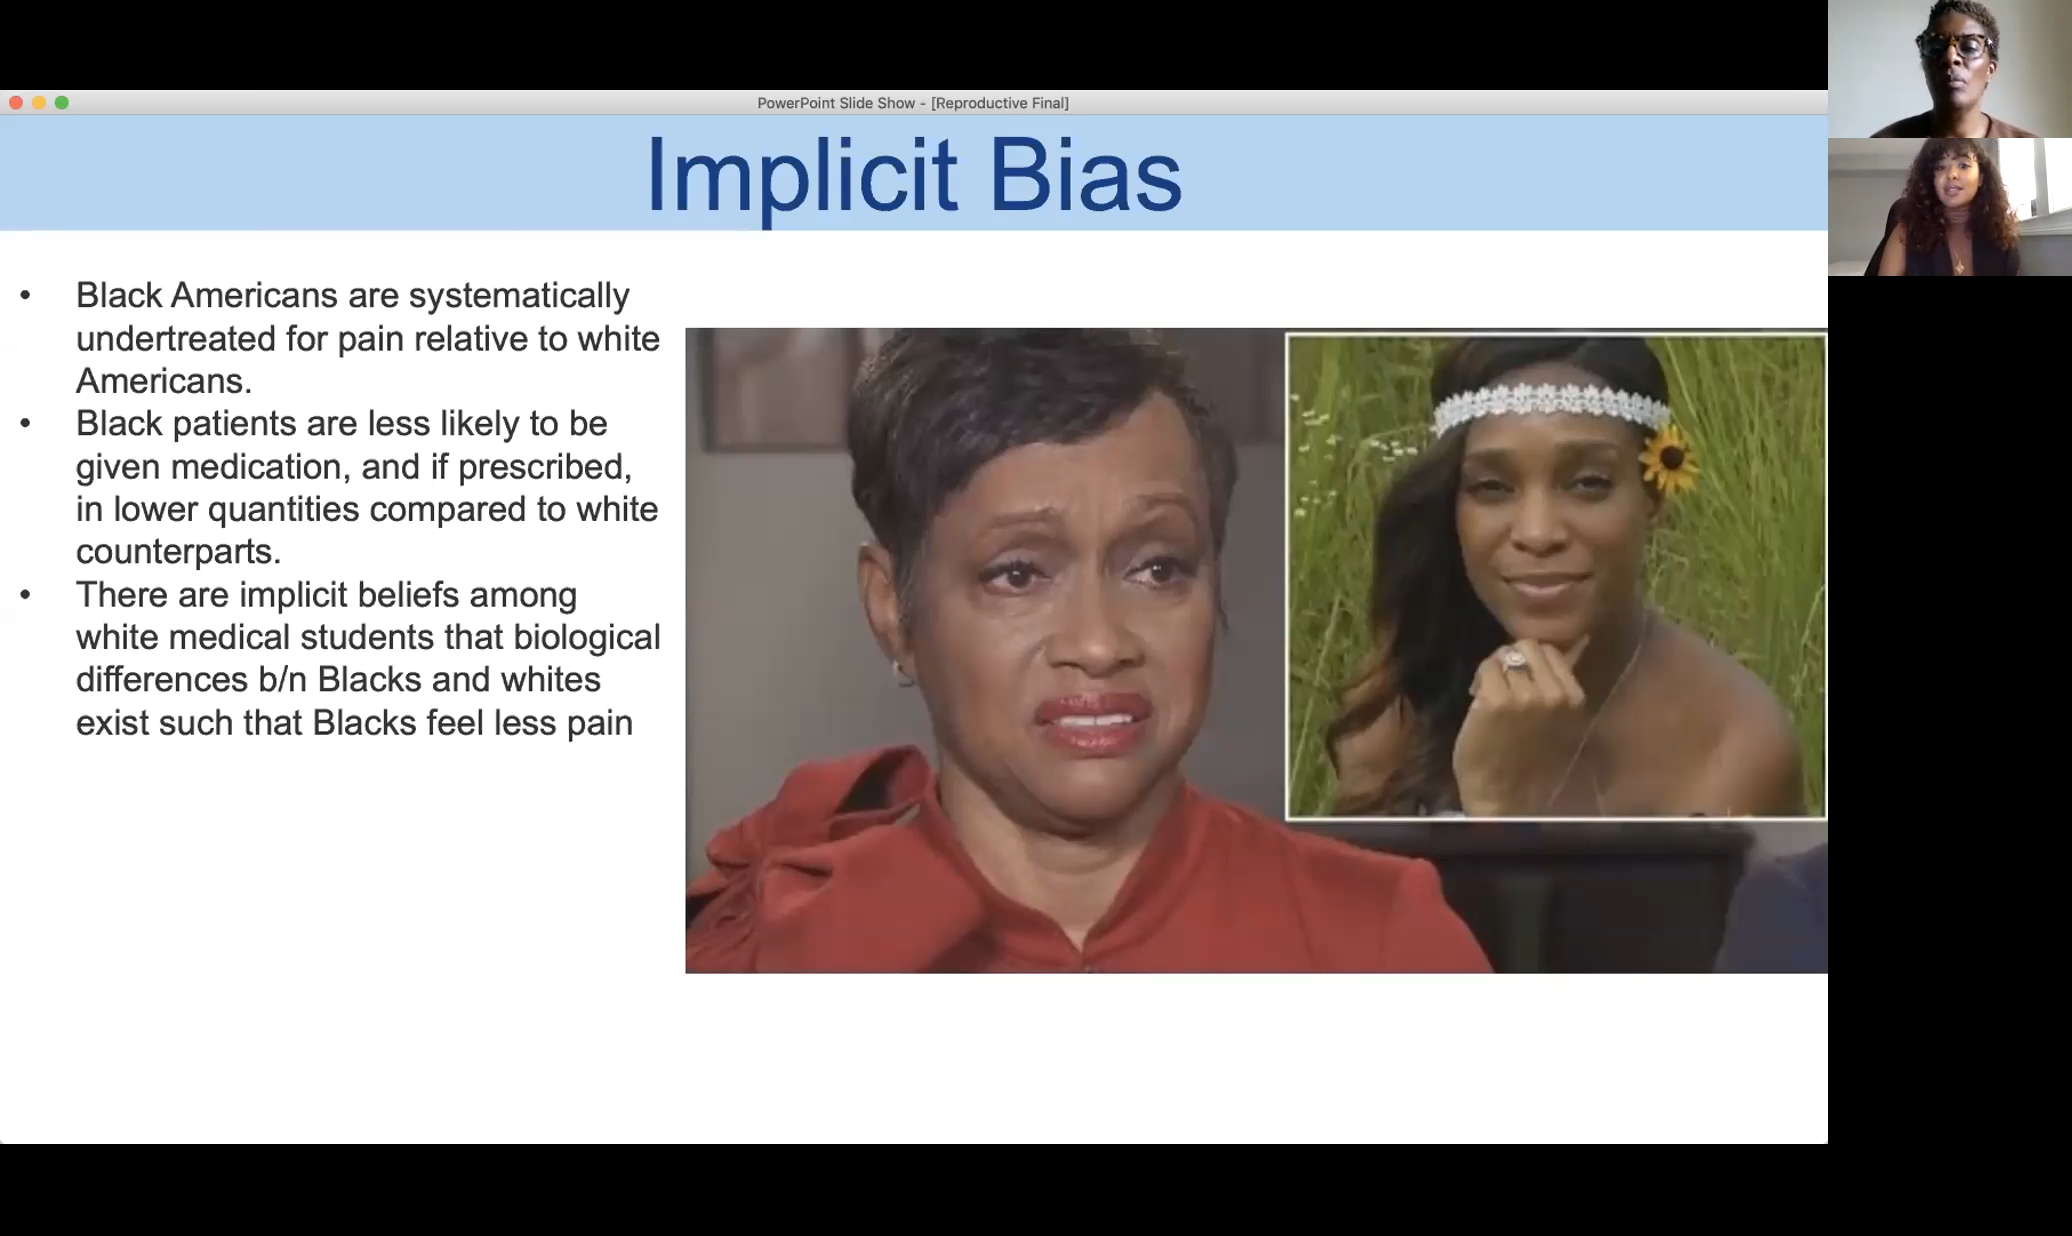 PowerPoint Slide Show - [Reproductive Final]
Implicit Bias
• Black Americans are systematically
undertreated for pain relative to white
Americans.
• Black patients are less likely to be
given medication, and if prescribed,
in lower quantities compared to white
counterparts.
• There are implicit beliefs among
white medical students that biological
differences b/n Blacks and whites
exist such that Blacks feel less pain